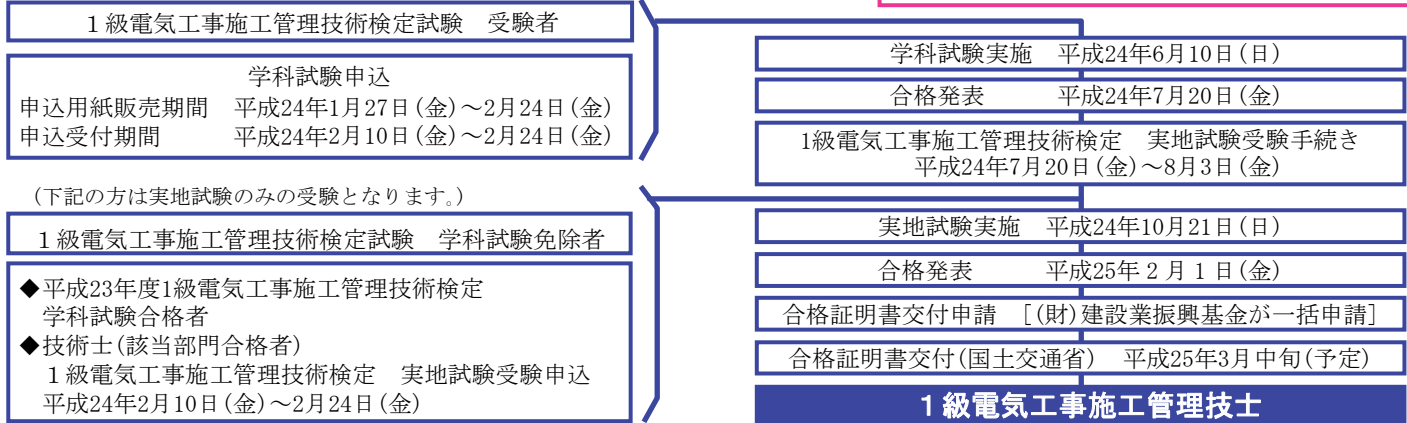 １級電気工事施工管理技術検定試験　受験者
学科試験申込
申込用紙販売期間　平成24年1月27日(金)～2月24日(金)
申込受付期間　　　平成24年2月10日(金)～2月24日(金)
(下記の方は実地試験のみの受験となります。)
１級電気工事施工管理技術検定試験　学科試験免除者
◆平成23年度1級電気工事施工管理技術検定
学科試験合格者
◆技術士(該当部門合格者)
１級電気工事施工管理技術検定　実地試験受験申込
平成24年2月10日(金)～2月24日(金)
学科試験実施　平成24年6月10日(日)
合格発表　　　平成24年7月20日(金)
1級電気工事施工管理技術検定　実地試験受験手続き
平成24年7月20日(金)～8月3日(金)
実地試験実施　平成24年10月21日(日)
合格発表　　　平成25年２月１日(金)
合格証明書交付申請　[(財)建設業振興基金が一括申請]
合格証明書交付(国土交通省)　平成25年3月中旬(予定)
１級電気工事施工管理技士